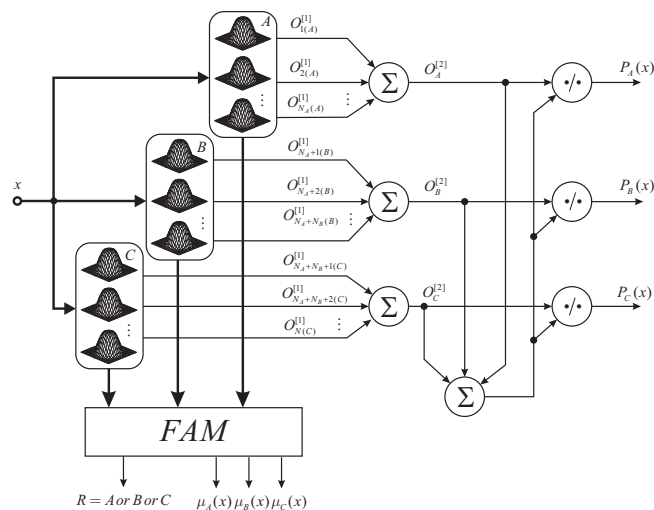 A
O^{[1]}_{1(A)}
O^{[1]}_{2(A)}
⋮
⋮
O^{[1]}_{N_A(A)}
Σ
O^{[2]}_A
·/·
P_A(x)
B
O^{[1]}_{N_A+1(B)}
O^{[1]}_{N_A+2(B)}
⋮
⋮
O^{[1]}_{N_A+N_B(B)}
Σ
O^{[2]}_B
·/·
P_B(x)
x
C
O^{[1]}_{N_A+N_B+1(C)}
O^{[1]}_{N_A+N_B+2(C)}
⋮
⋮
O^{[1]}_{N(C)}
Σ
O^{[2]}_C
·/·
P_C(x)
Σ
FAM
R = A or B or C
μ_A(x) μ_B(x) μ_C(x)